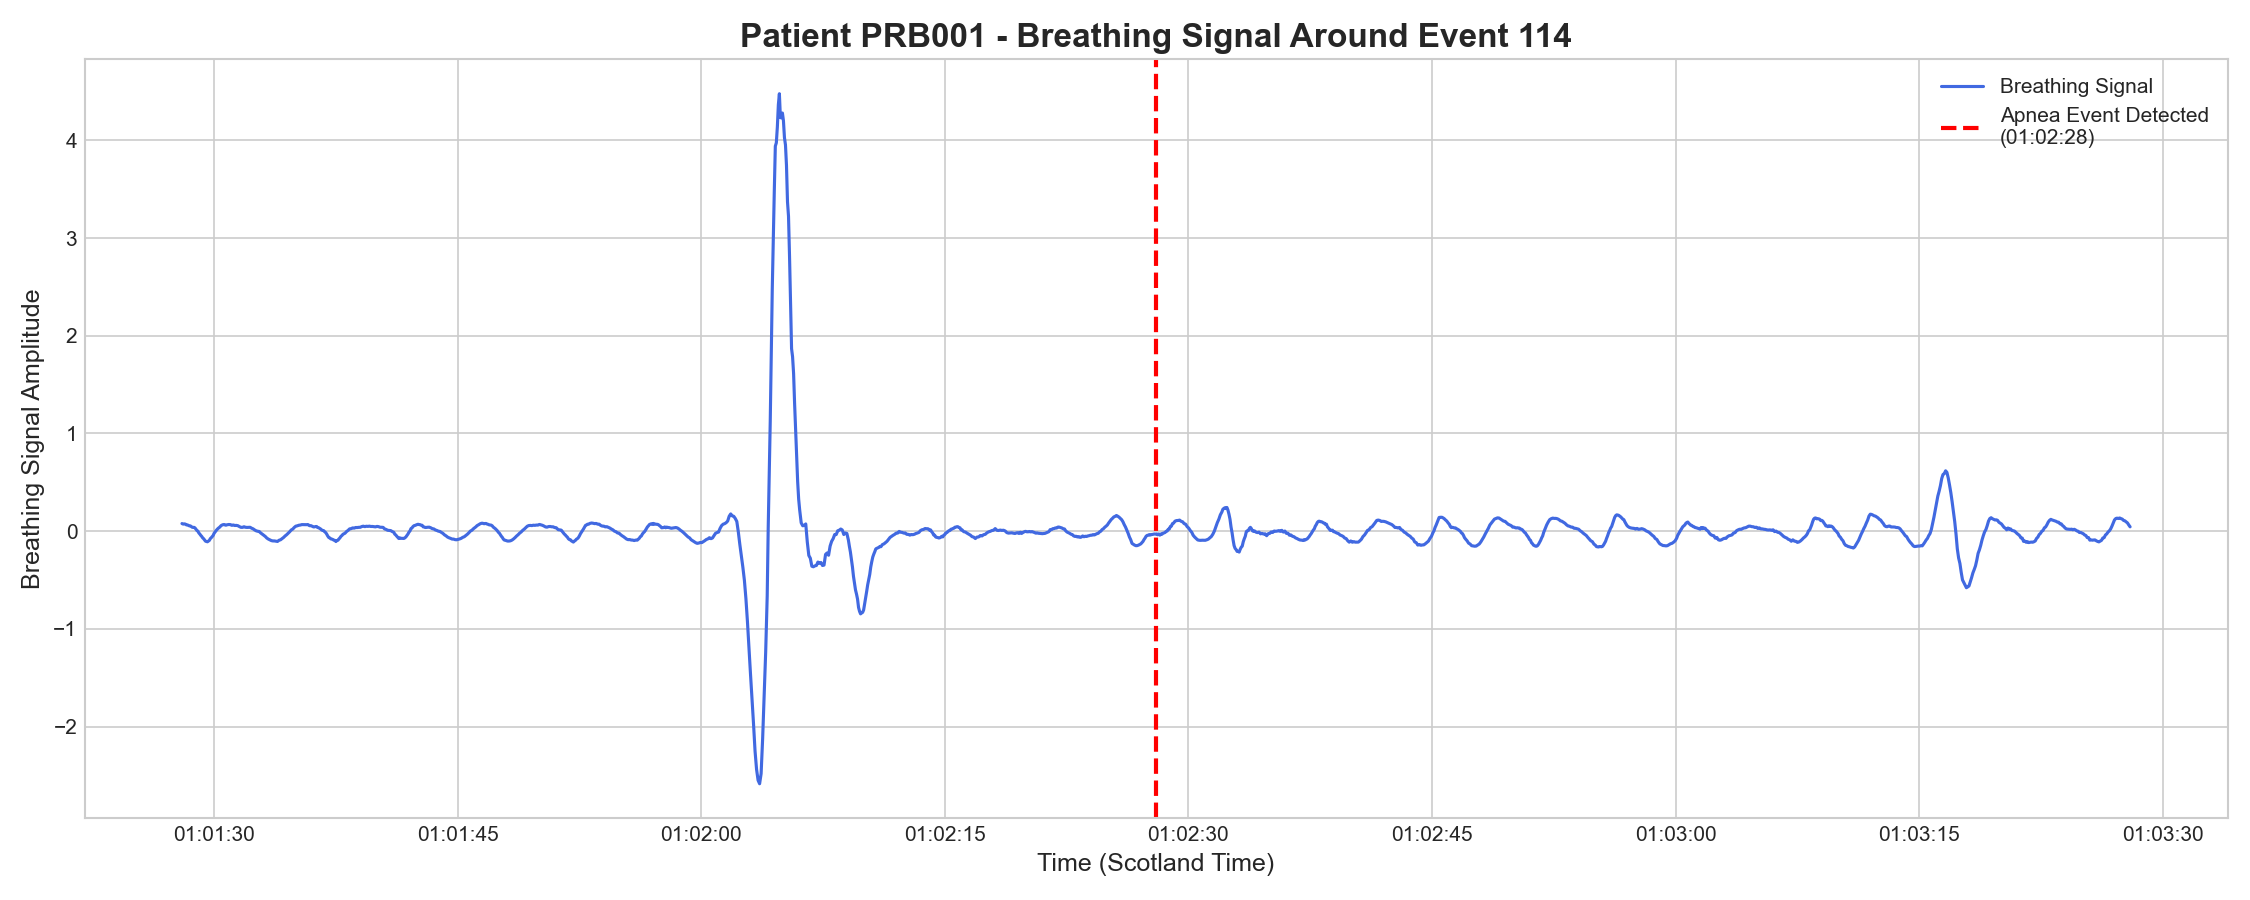 Patient PRB001 - Breathing Signal Around Event 114
Breathing Signal
Apnea Event Detected
(01:02:28)
Breathing Signal Amplitude
4
3
2
1
0
−1
−2
01:01:30 01:01:45 01:02:00 01:02:15 01:02:30 01:02:45 01:03:00 01:03:15 01:03:30
Time (Scotland Time)